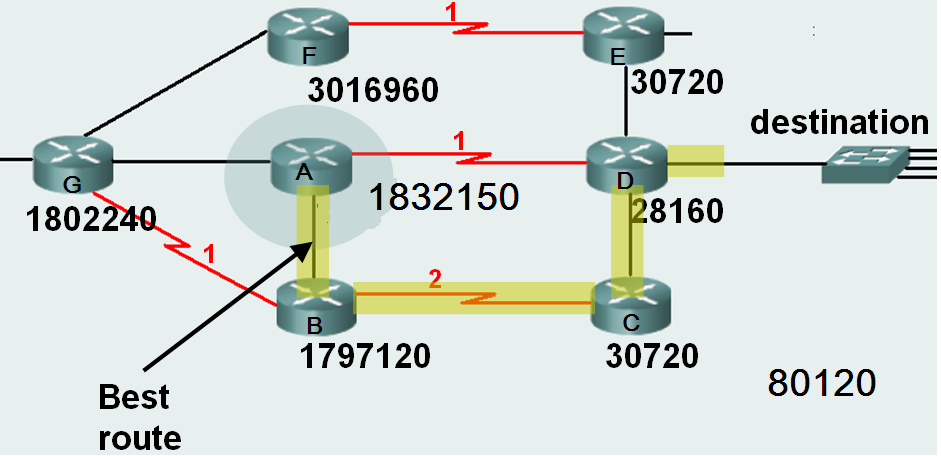 1
F
E
3016960
30720
destination
1
A
D
G
1832150
28160
1802240
1
2
B
C
1797120
30720
80120
Best
route